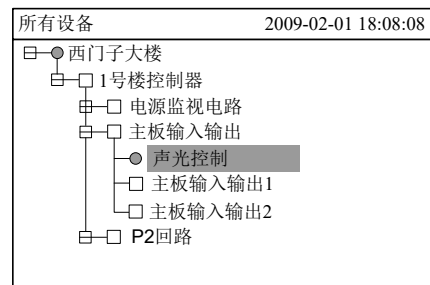 所有设备 2009-02-01 18:08:08
西门子大楼
1号楼控制器
电源监视电路
主板输入输出
声光控制
主板输入输出1
主板输入输出2
P2回路